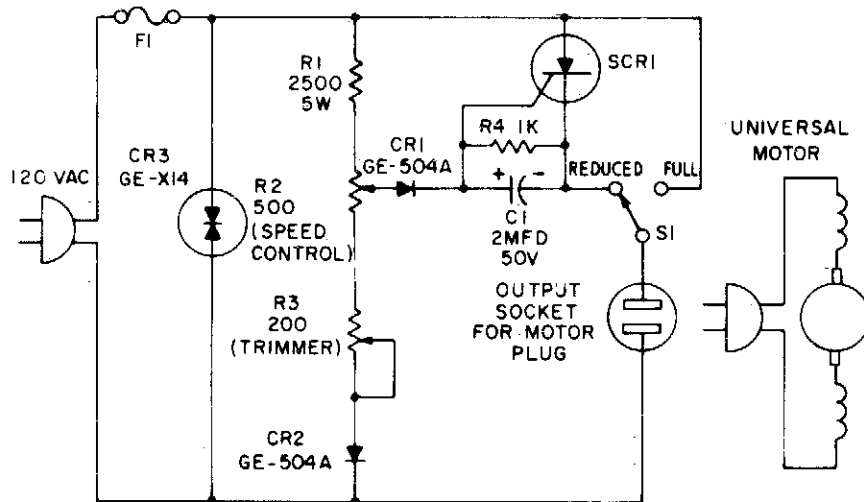 F1
R1
2500
5W
SCR1
R4 1K
CR1
GE-504A
+
-
C1
2MFD
50V
REDUCED
FULL
S1
UNIVERSAL
MOTOR
120 VAC
CR3
GE-X14
R2
500
(SPEED
CONTROL)
R3
200
(TRIMMER)
OUTPUT
SOCKET
FOR MOTOR
PLUG
CR2
GE-504A